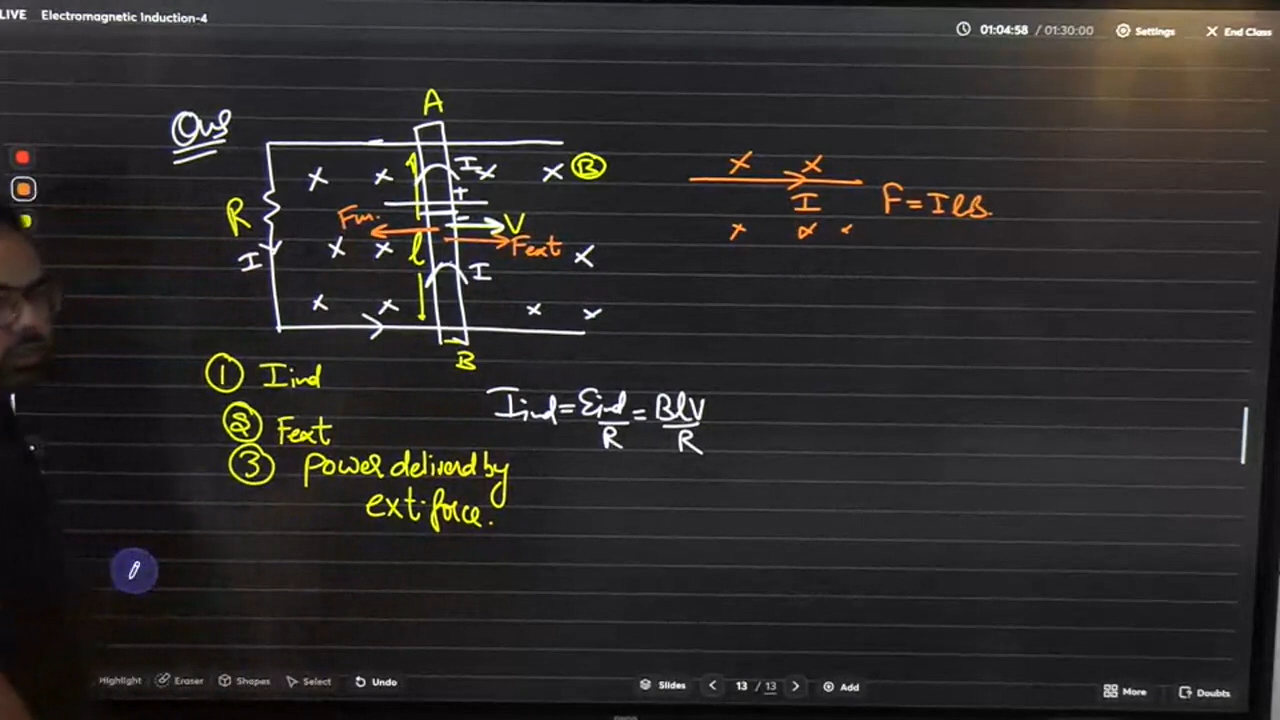 LIVE Electromagnetic Induction-4
01:04:58 / 01:30:00 Settings End Class
Ques
A
I
B
+
-
R
Fm.
V
Fext
l
I
I
B
I
F=IlB.
1 Iind
2 Fext
3 power delivered by
ext. force.
Iind = Eind/R = BlV/R
Highlight Eraser Shapes Select Undo
Slides 13 / 13 Add
More Doubts